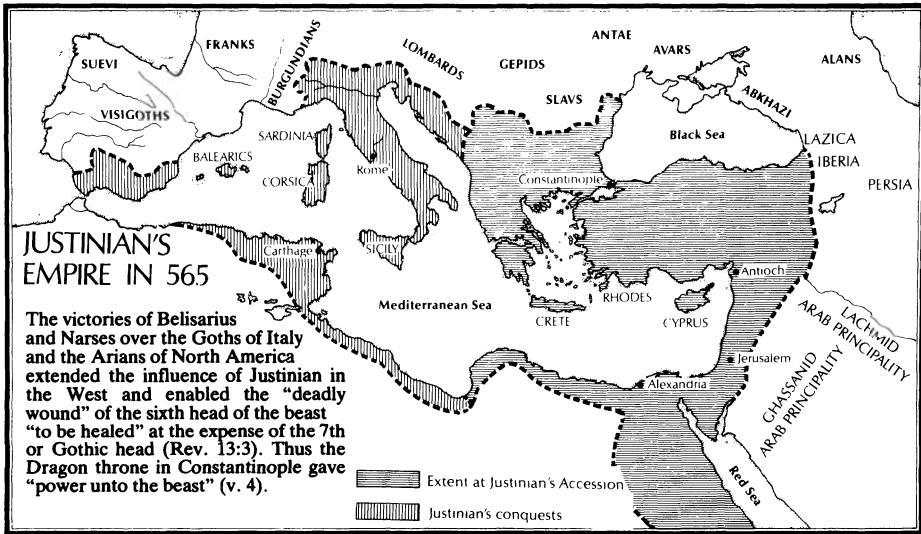 SUEVI
FRANKS
BURGUNDIANS
LOMBARDS
GEPIDS
ANTAE
AVARS
ALANS
VISIGOTHS
SLAVS
ABKHAZI
SARDINIA
BALEARICS
CORSICA
Rome
Black Sea
LAZICA
IBERIA
Constantinople
PERSIA
JUSTINIAN'S
EMPIRE IN 565
Carthage
SICILY
Antioch
Mediterranean Sea
RHODES
CRETE
CYPRUS
LACHMID
ARAB PRINCIPALITY
Jerusalem
Alexandria
GHASSANID
ARAB PRINCIPALITY
Red Sea
The victories of Belisarius
and Narses over the Goths of Italy
and the Arians of North America
extended the influence of Justinian in
the West and enabled the “deadly
wound” of the sixth head of the beast
“to be healed” at the expense of the 7th
or Gothic head (Rev. 13:3). Thus the
Dragon throne in Constantinople gave
“power unto the beast” (v. 4).
Extent at Justinian's Accession
Justinian's conquests